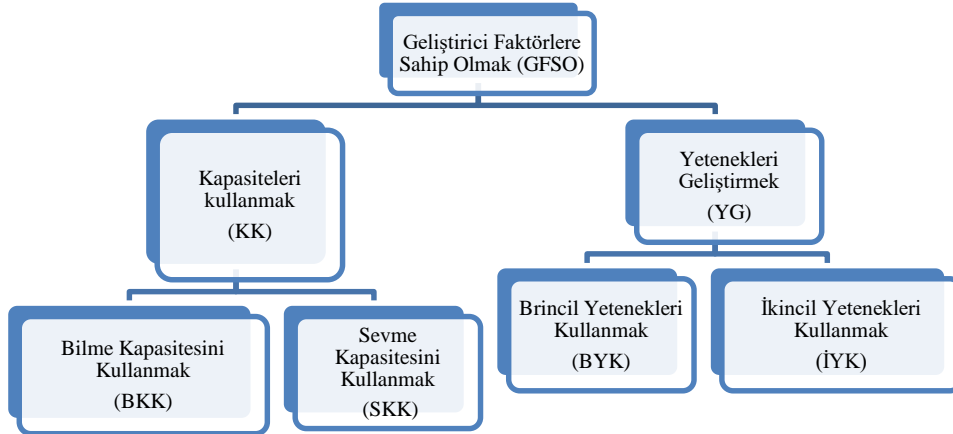 Geliştirici Faktörlere
Sahip Olmak (GFSO)
Kapasiteleri
kullanmak
(KK)
Yetenekleri
Geliştirmek
(YG)
Bilme Kapasitesini
Kullanmak
(BKK)
Sevme
Kapasitesini
Kullanmak
(SKK)
Brincil Yetenekleri
Kullanmak
(BYK)
İkincil Yetenekleri
Kullanmak
(İYK)